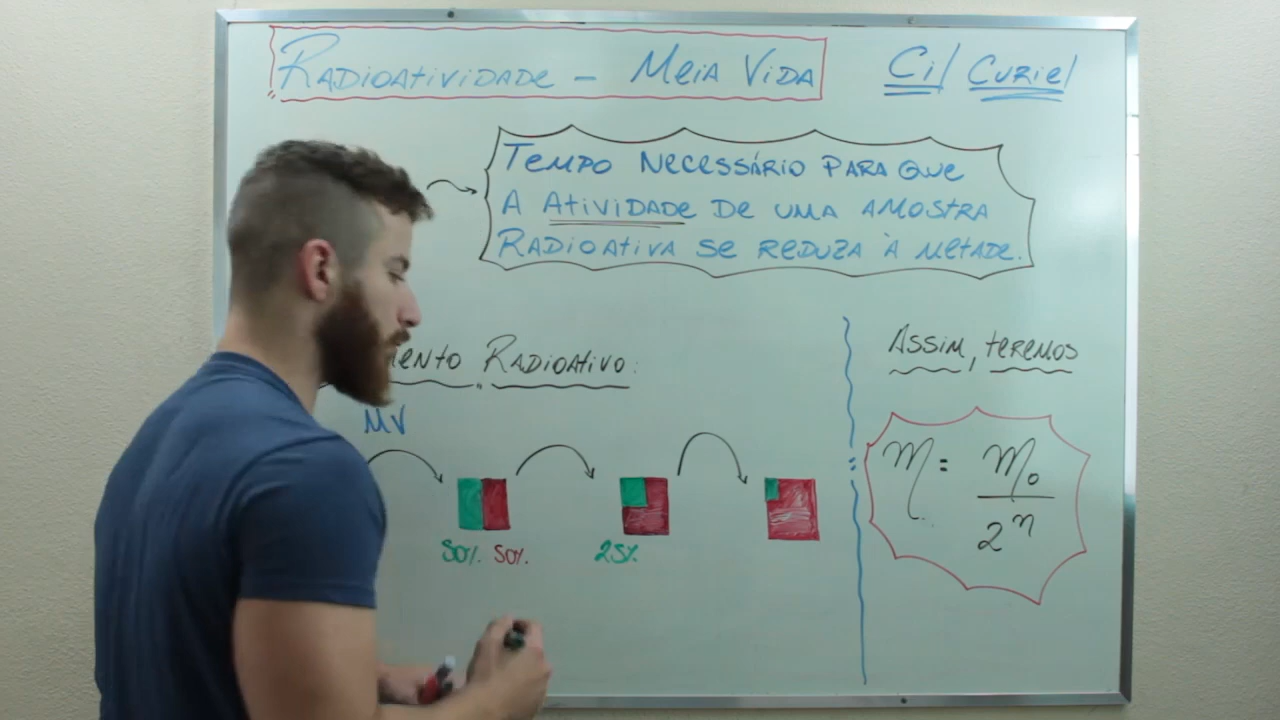 Radioatividade - Meia Vida
Ci/ Curie/
Tempo necessário para que
a atividade de uma amostra
radioativa se reduza à metade.
Radioativo:
Assim, teremos
MV
m = m₀
2ⁿ
50% 50%
25%